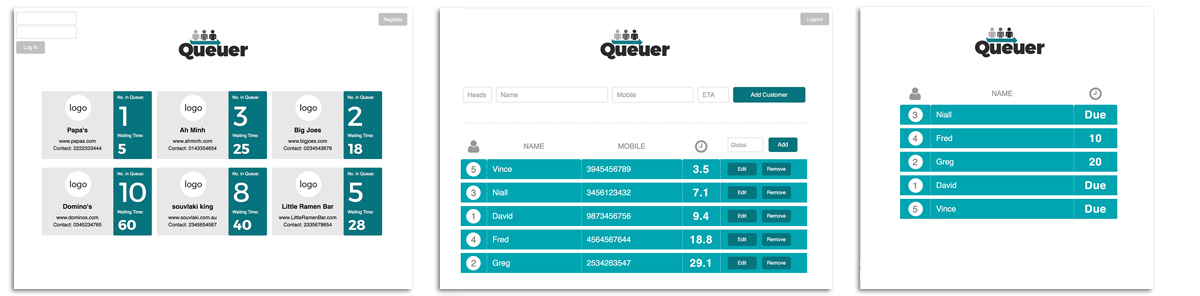 Log In
Register
Queuer
logo
Papa's
www.papas.com
Contact: 2222333444
No. in Queue:
1
Waiting Time:
5
logo
Ah Minh
www.ahminh.com
Contact: 0143354654
No. in Queue:
3
Waiting Time:
25
logo
Big Joes
www.bigjoes.com
Contact: 0234543678
No. in Queue:
2
Waiting Time:
18
logo
Domino's
www.dominos.com
Contact: 0345234765
No. in Queue:
10
Waiting Time:
60
logo
souvlaki king
www.souvlaki.com.au
Contact: 2345654567
No. in Queue:
8
Waiting Time:
40
logo
Little Ramen Bar
www.LittleRamenBar.com
Contact: 2335678654
No. in Queue:
5
Waiting Time:
28
Logout
Queuer
Heads Name Mobile ETA Add Customer
NAME MOBILE Global Add
5 Vince 3945456789 3.5 Edit Remove
3 Niall 3456123432 7.1 Edit Remove
1 David 9873456756 9.4 Edit Remove
4 Fred 4564567644 18.8 Edit Remove
2 Greg 2534263547 29.1 Edit Remove
Queuer
NAME
3 Niall Due
4 Fred 10
2 Greg 20
1 David Due
5 Vince Due